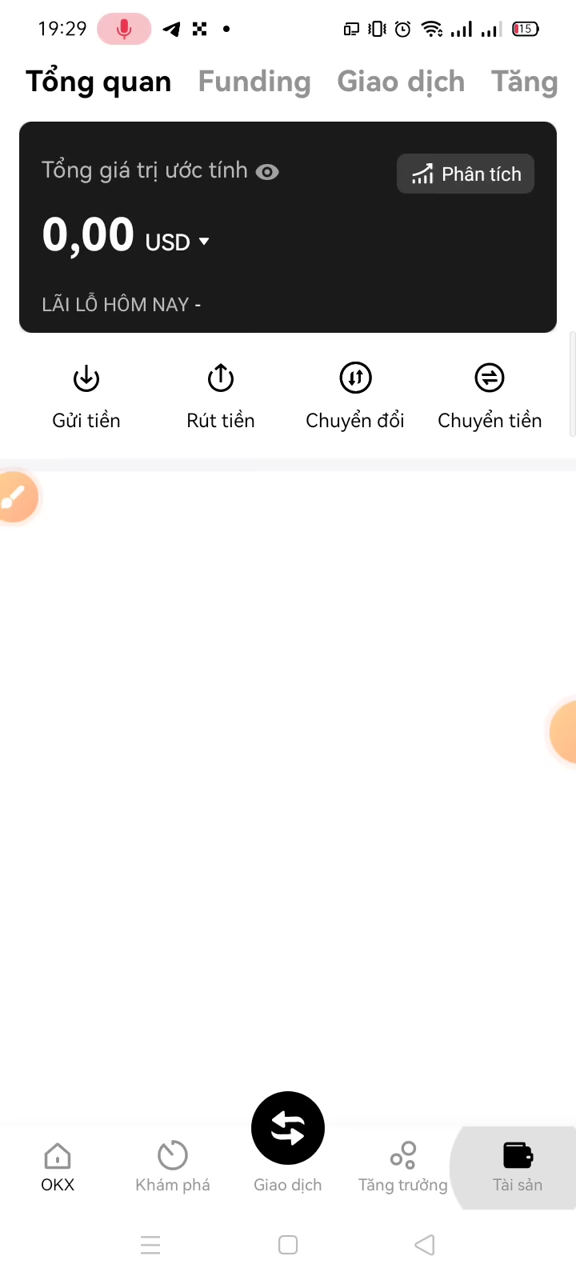 19:29 15
Tổng quan Funding Giao dịch Tăng
Tổng giá trị ước tính
Phân tích
0,00 USD
LÃI LỖ HÔM NAY -
Gửi tiền Rút tiền Chuyển đổi Chuyển tiền
OKX Khám phá Giao dịch Tăng trưởng Tài sản